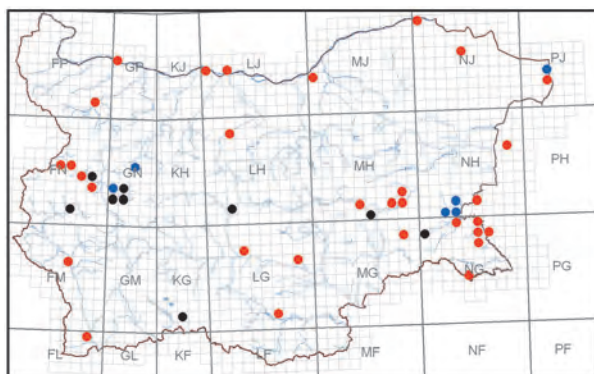 FP GP KJ LJ MJ NJ PJ
FN GN KH LH MH NH PH
FM GM KG LG MG NG PG
FL GL KF LF MF NF PF